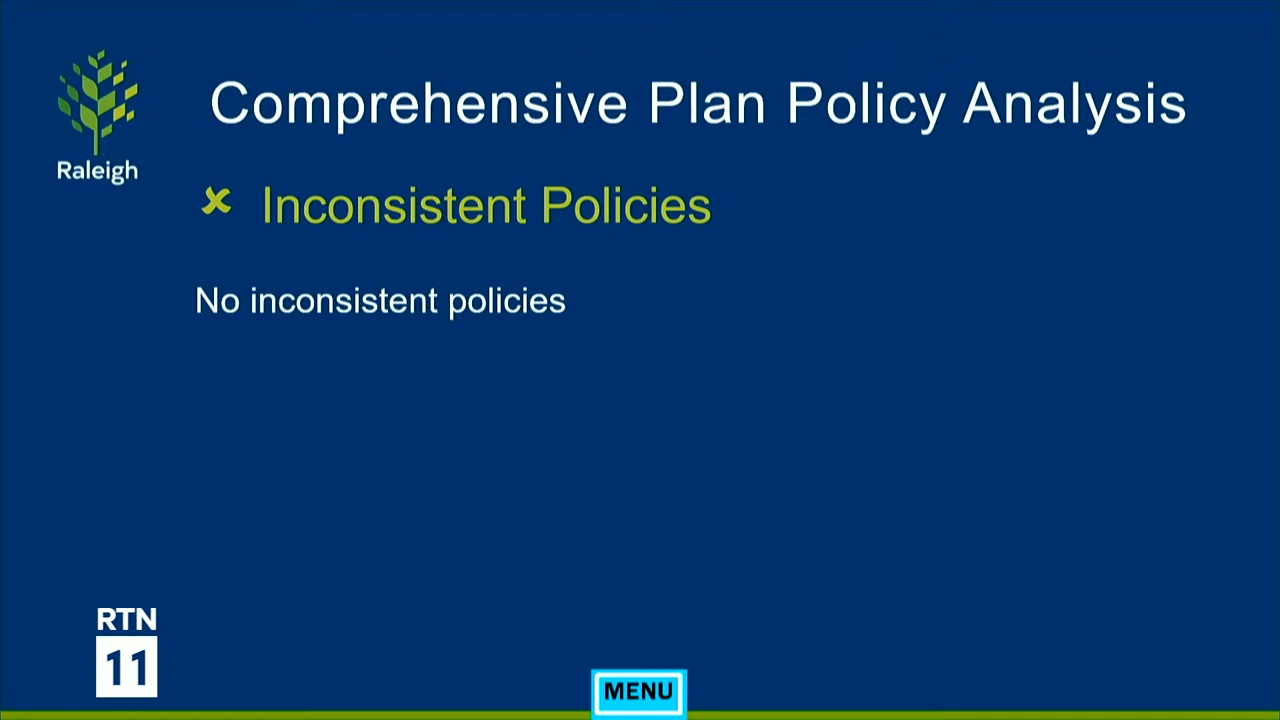 Comprehensive Plan Policy Analysis
Raleigh
✘ Inconsistent Policies
No inconsistent policies
RTN
11
MENU